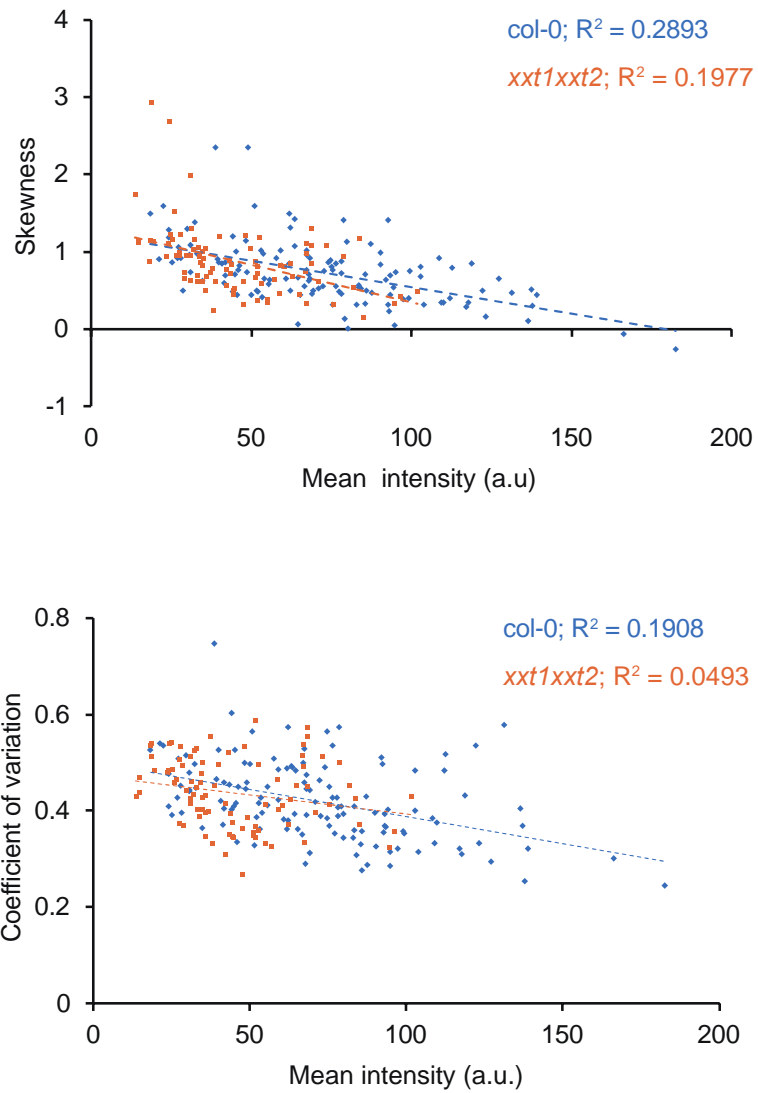 4
col-0; R² = 0.2893
xxt1xxt2; R² = 0.1977
3
2
1
0
-1
Skewness
0 50 100 150 200
Mean intensity (a.u)
0.8
col-0; R² = 0.1908
xxt1xxt2; R² = 0.0493
0.6
0.4
0.2
0
Coefficient of variation
0 50 100 150 200
Mean intensity (a.u.)